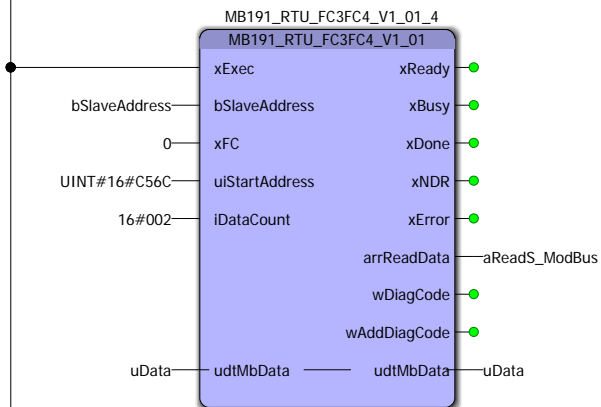 MB191_RTU_FC3FC4_V1_01_4
MB191_RTU_FC3FC4_V1_01
xExec xReady
bSlaveAddress bSlaveAddress xBusy
0 xFC xDone
UINT#16#C56C uiStartAddress xNDR
16#002 iDataCount xError
arrReadData aReadS_ModBus
wDiagCode
wAddDiagCode
uData udtMbData udtMbData uData